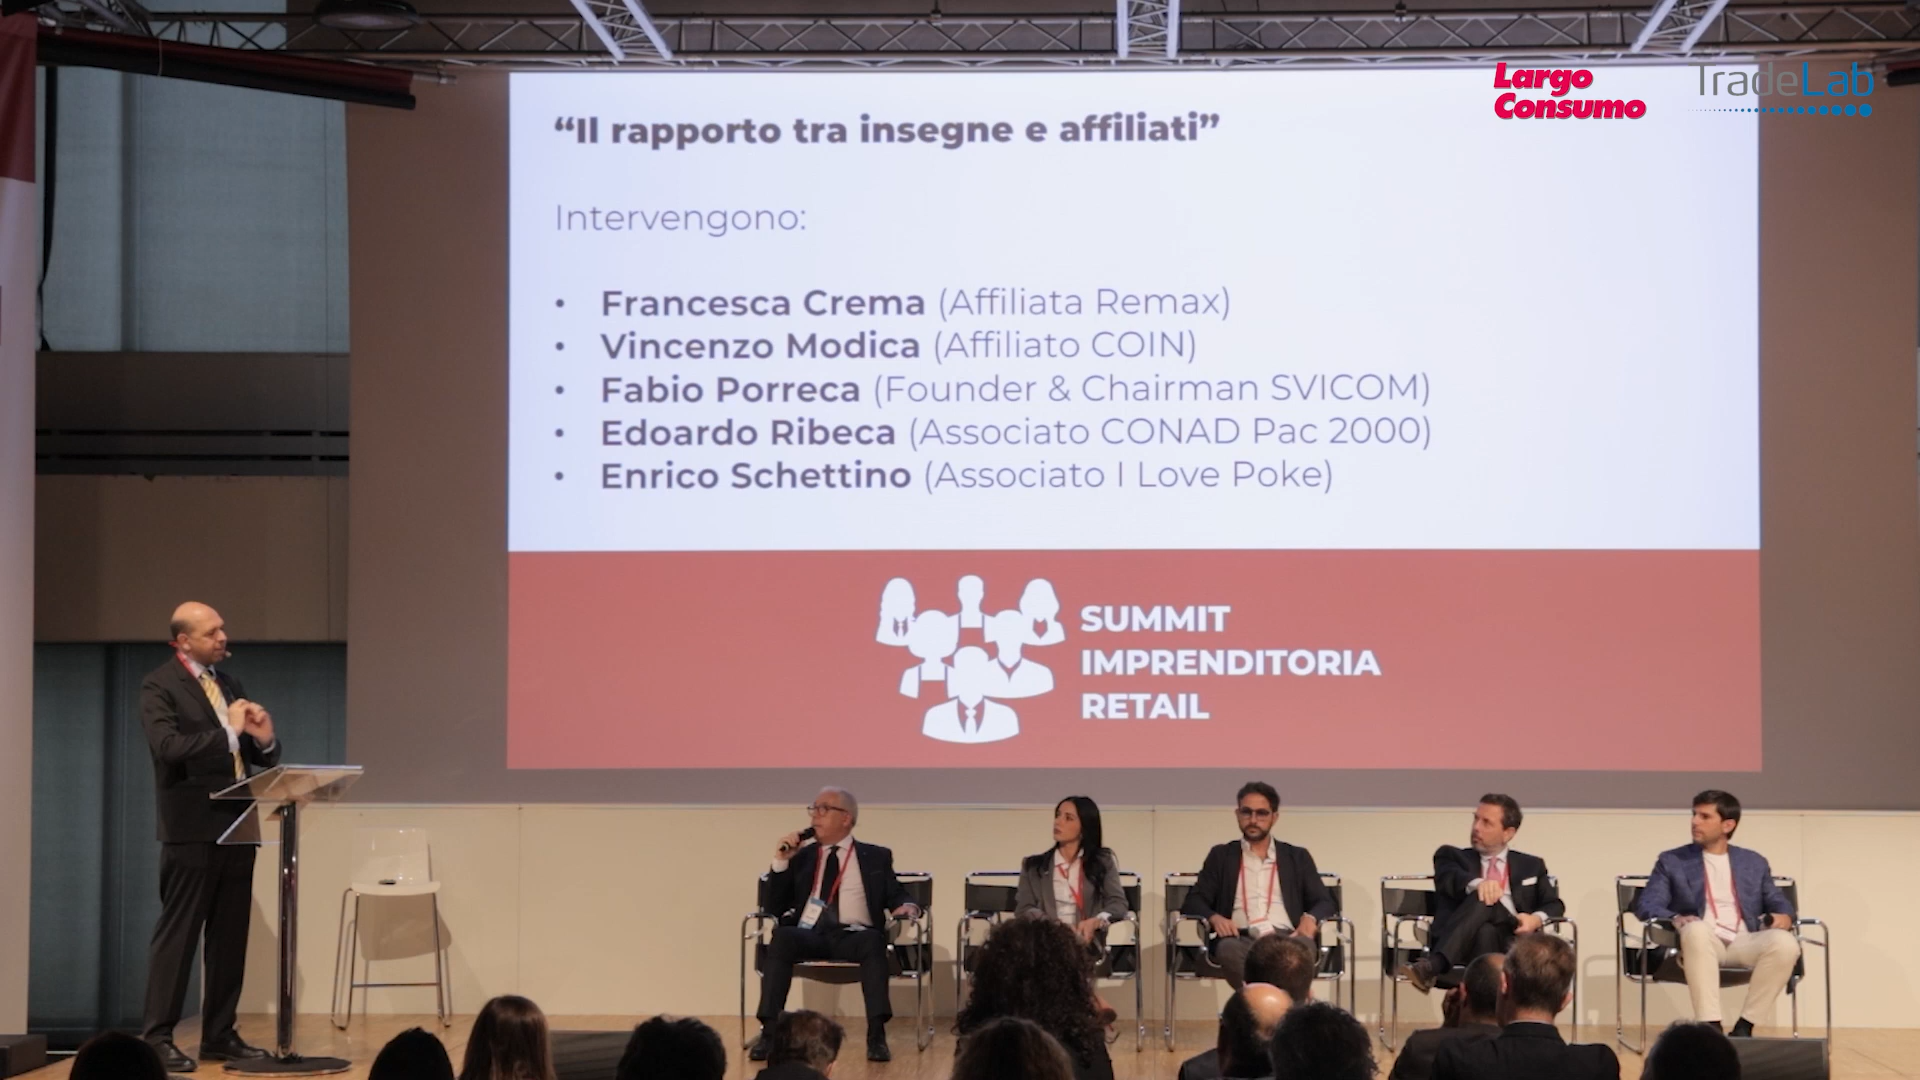 Largo
Consumo
TradeLab
“Il rapporto tra insegne e affiliati”
Intervengono:
• Francesca Crema (Affiliata Remax)
• Vincenzo Modica (Affiliato COIN)
• Fabio Porreca (Founder & Chairman SVICOM)
• Edoardo Ribeca (Associato CONAD Pac 2000)
• Enrico Schettino (Associato I Love Poke)
SUMMIT
IMPRENDITORIA
RETAIL